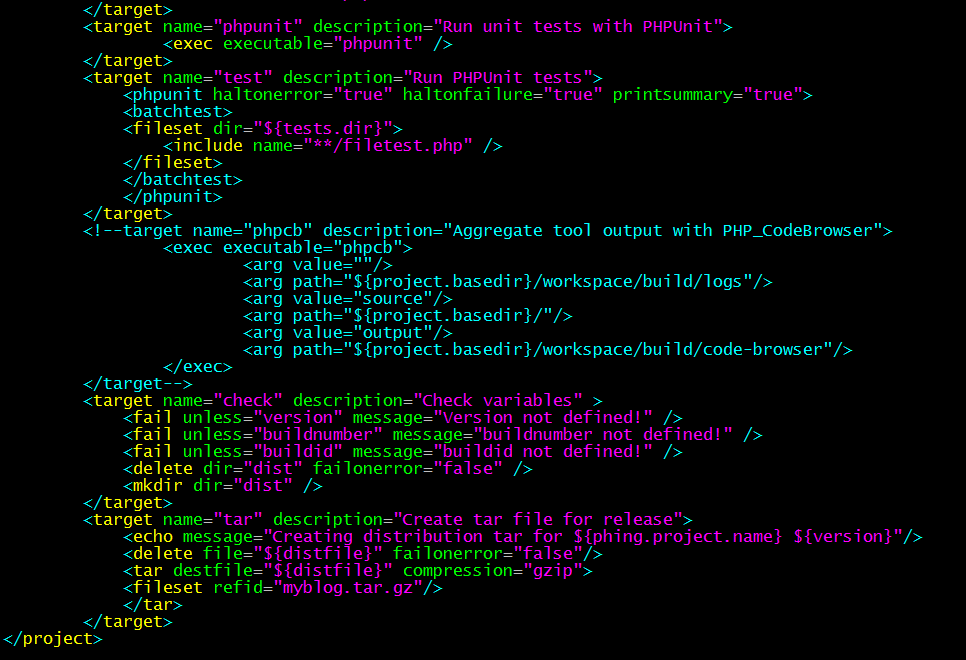 </target>
<target name="phpunit" description="Run unit tests with PHPUnit">
<exec executable="phpunit" />
</target>
<target name="test" description="Run PHPUnit tests">
<phpunit haltonerror="true" haltonfailure="true" printsummary="true">
<batchtest>
<fileset dir="${tests.dir}">
<include name="**/filetest.php" />
</fileset>
</batchtest>
</phpunit>
</target>
<!--target name="phpcb" description="Aggregate tool output with PHP_CodeBrowser">
<exec executable="phpcb">
<arg value=""/>
<arg path="${project.basedir}/workspace/build/logs"/>
<arg value="source"/>
<arg path="${project.basedir}/"/>
<arg value="output"/>
<arg path="${project.basedir}/workspace/build/code-browser"/>
</exec>
</target-->
<target name="check" description="Check variables" >
<fail unless="version" message="Version not defined!" />
<fail unless="buildnumber" message="buildnumber not defined!" />
<fail unless="buildid" message="buildid not defined!" />
<delete dir="dist" failonerror="false" />
<mkdir dir="dist" />
</target>
<target name="tar" description="Create tar file for release">
<echo message="Creating distribution tar for ${phing.project.name} ${version}"/>
<delete file="${distfile}" failonerror="false"/>
<tar destfile="${distfile}" compression="gzip">
<fileset refid="myblog.tar.gz"/>
</tar>
</target>
</project>